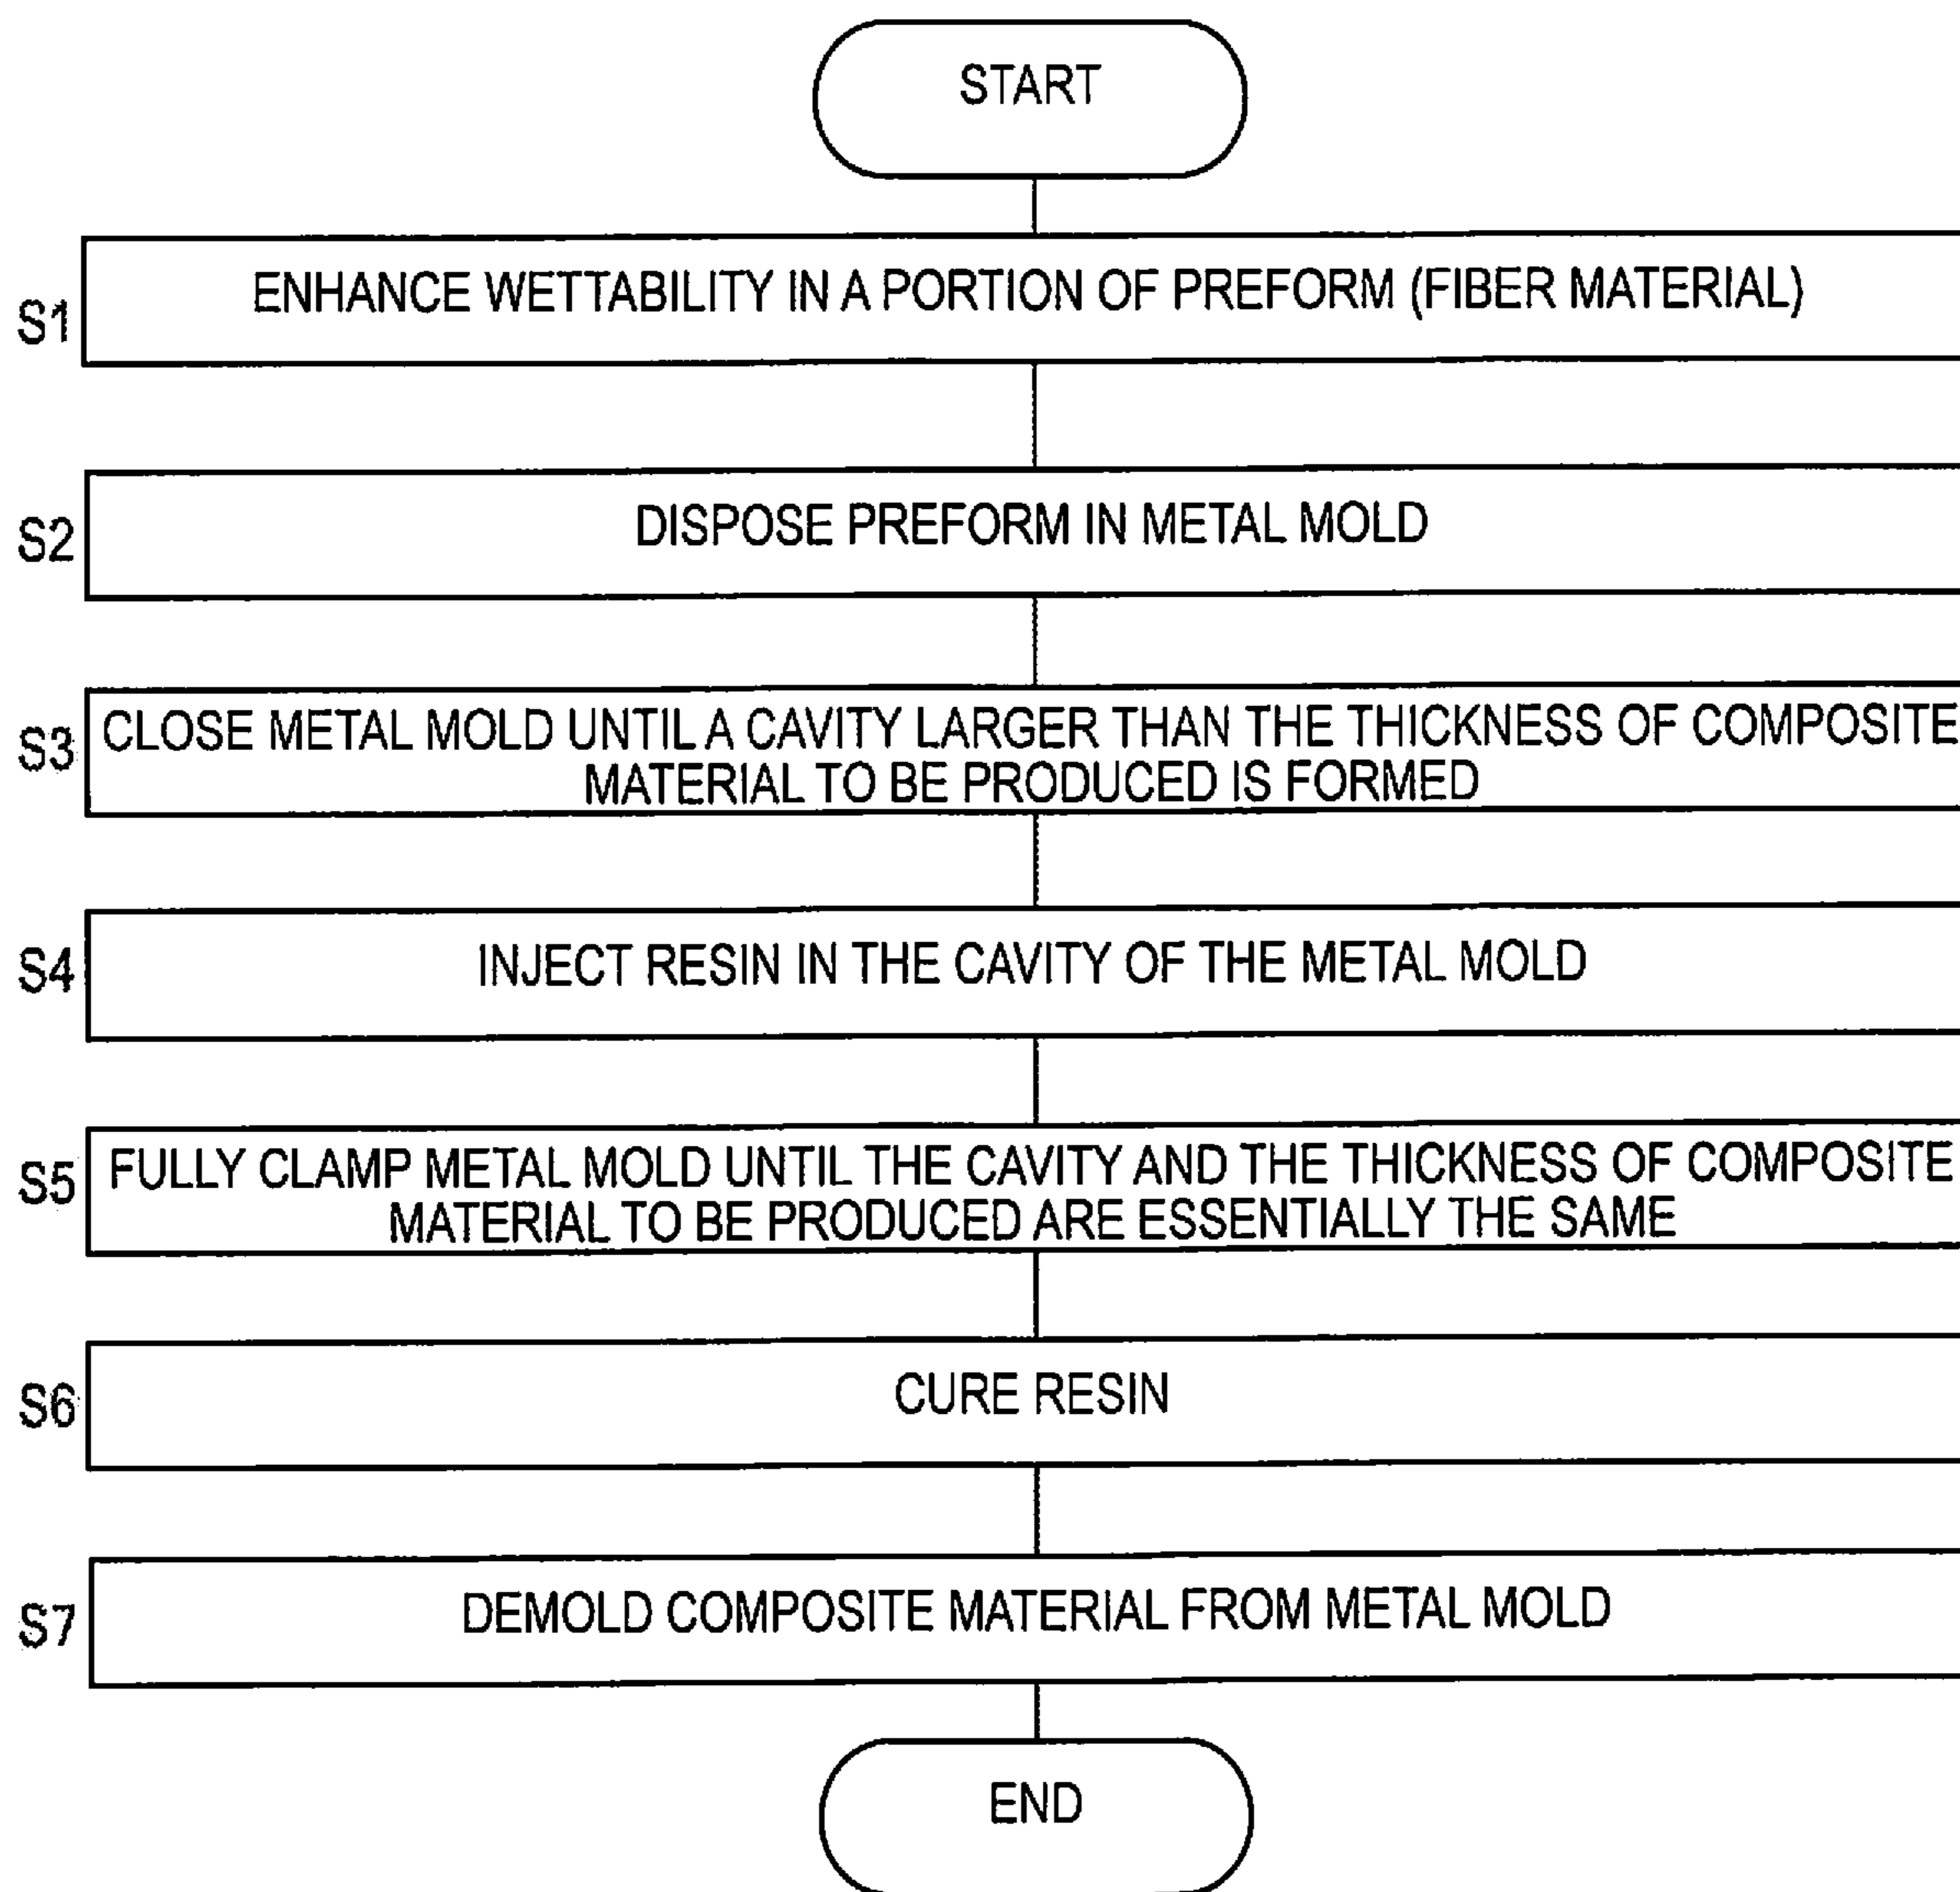 START
S1
ENHANCE WETTABILITY IN A PORTION OF PREFORM (FIBER MATERIAL)
S2
DISPOSE PREFORM IN METAL MOLD
S3
CLOSE METAL MOLD UNTIL A CAVITY LARGER THAN THE THICKNESS OF COMPOSITE
MATERIAL TO BE PRODUCED IS FORMED
S4
INJECT RESIN IN THE CAVITY OF THE METAL MOLD
S5
FULLY CLAMP METAL MOLD UNTIL THE CAVITY AND THE THICKNESS OF COMPOSITE
MATERIAL TO BE PRODUCED ARE ESSENTIALLY THE SAME
S6
CURE RESIN
S7
DEMOLD COMPOSITE MATERIAL FROM METAL MOLD
END